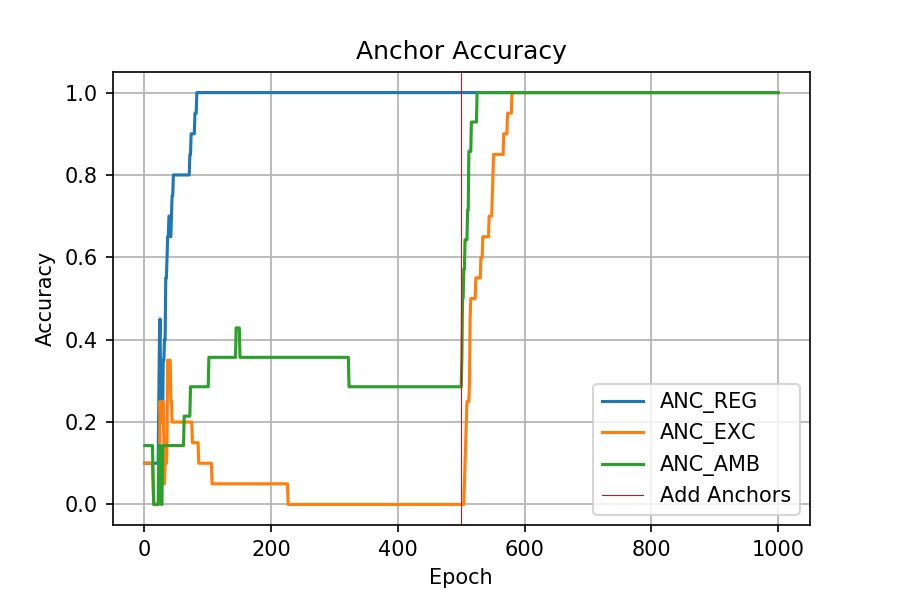 Anchor Accuracy
Accuracy
1.0
0.8
0.6
0.4
0.2
0.0
ANC_REG
ANC_EXC
ANC_AMB
Add Anchors
0 200 400 600 800 1000
Epoch